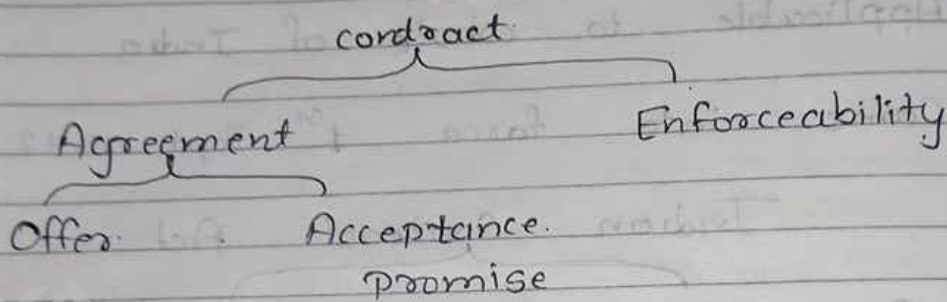 contract
Agreement Enforceability
Offer. Acceptance.
promise